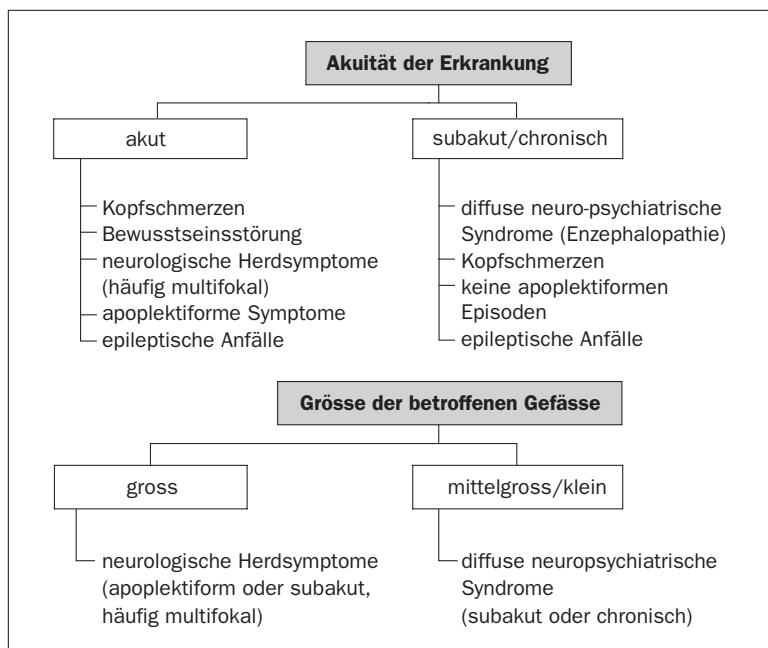 Akuität der Erkrankung
akut
subakut/chronisch
Kopfschmerzen
Bewusstseinsstörung
neurologische Herdsymptome
(häufig multifokal)
apoplektiforme Symptome
epileptische Anfälle
diffuse neuro-psychiatrische
Syndrome (Enzephalopathie)
Kopfschmerzen
keine apoplektiformen
Episoden
epileptische Anfälle
Grösse der betroffenen Gefässe
gross
mittelgross/klein
neurologische Herdsymptome
(apoplektiform oder subakut,
häufig multifokal)
diffuse neuropsychiatrische
Syndrome
(subakut oder chronisch)